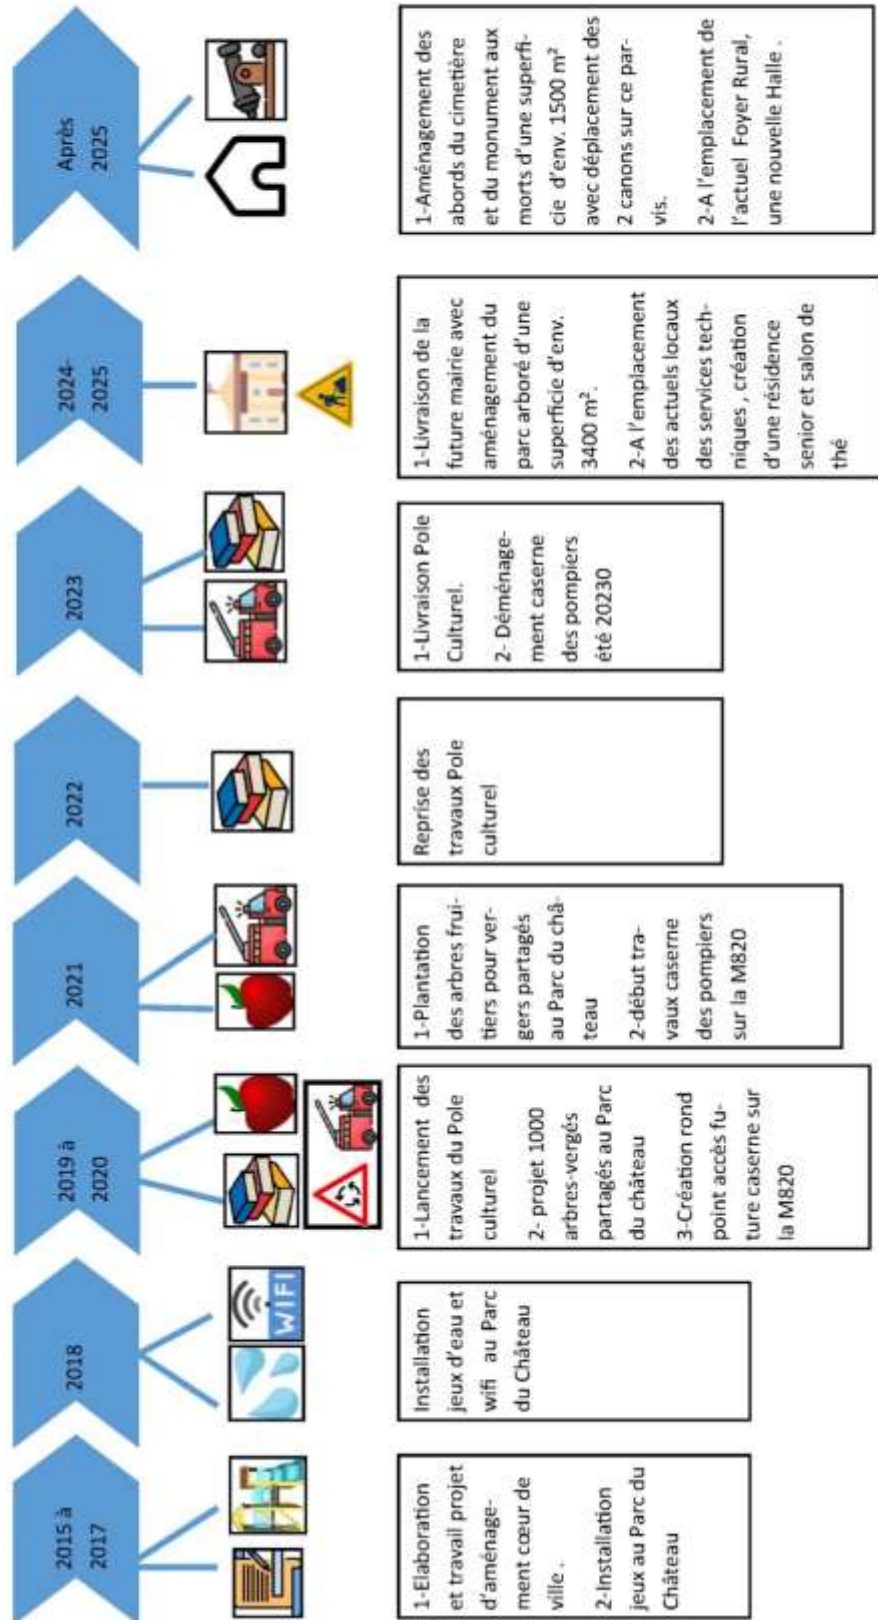 2015 à
2017
1-Elaboration
et travail projet
d'aménage-
ment cœur de
ville .
2-Installation
jeux au Parc du
Château
2018
WIFI
Installation
jeux d'eau et
wifi au Parc
du Château
2019 à
2020
1-Lancement des
travaux du Pole
culturel
2- projet 1000
arbres-vergés
partagés au Parc
du château
3-Création rond
point accès fu-
ture caserne sur
la M820
2021
1-Plantation
des arbres frui-
tiers pour ver-
gers partagés
au Parc du châ-
teau
2-début tra-
vaux caserne
des pompiers
sur la M820
2022
Reprise des
travaux Pole
culturel
2023
1-Livraison Pole
Culturel.
2- Déménage-
ment caserne
des pompiers
été 20230
2024-
2025
1-Livraison de la
future mairie avec
aménagement du
parc arboré d'une
superficie d'env.
3400 m².
2-A l'emplacement
des actuels locaux
des services tech-
niques , création
d'une résidence
senior et salon de
thé
Après
2025
1-Aménagement des
abords du cimetière
et du monument aux
morts d'une superfi-
cie d'env. 1500 m²
avec déplacement des
2 canons sur ce par-
vis.
2-A l'emplacement de
l'actuel Foyer Rural,
une nouvelle Halle .